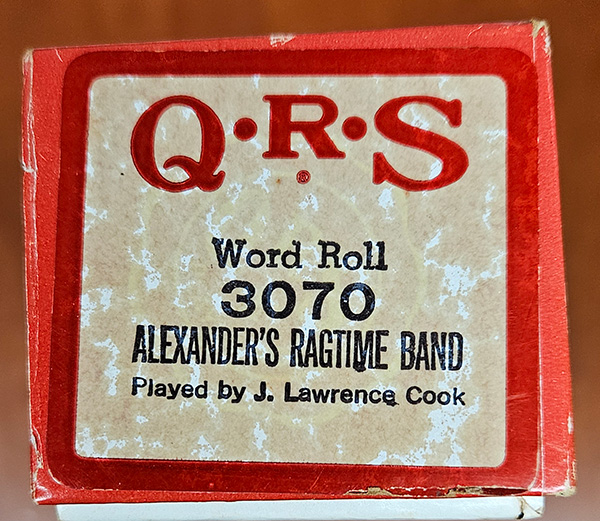 Q•R•S
Word Roll
3070
ALEXANDER'S RAGTIME BAND
Played by J. Lawrence Cook